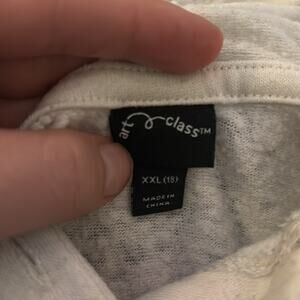 art class™
XXL (18)
MADE IN
CHINA